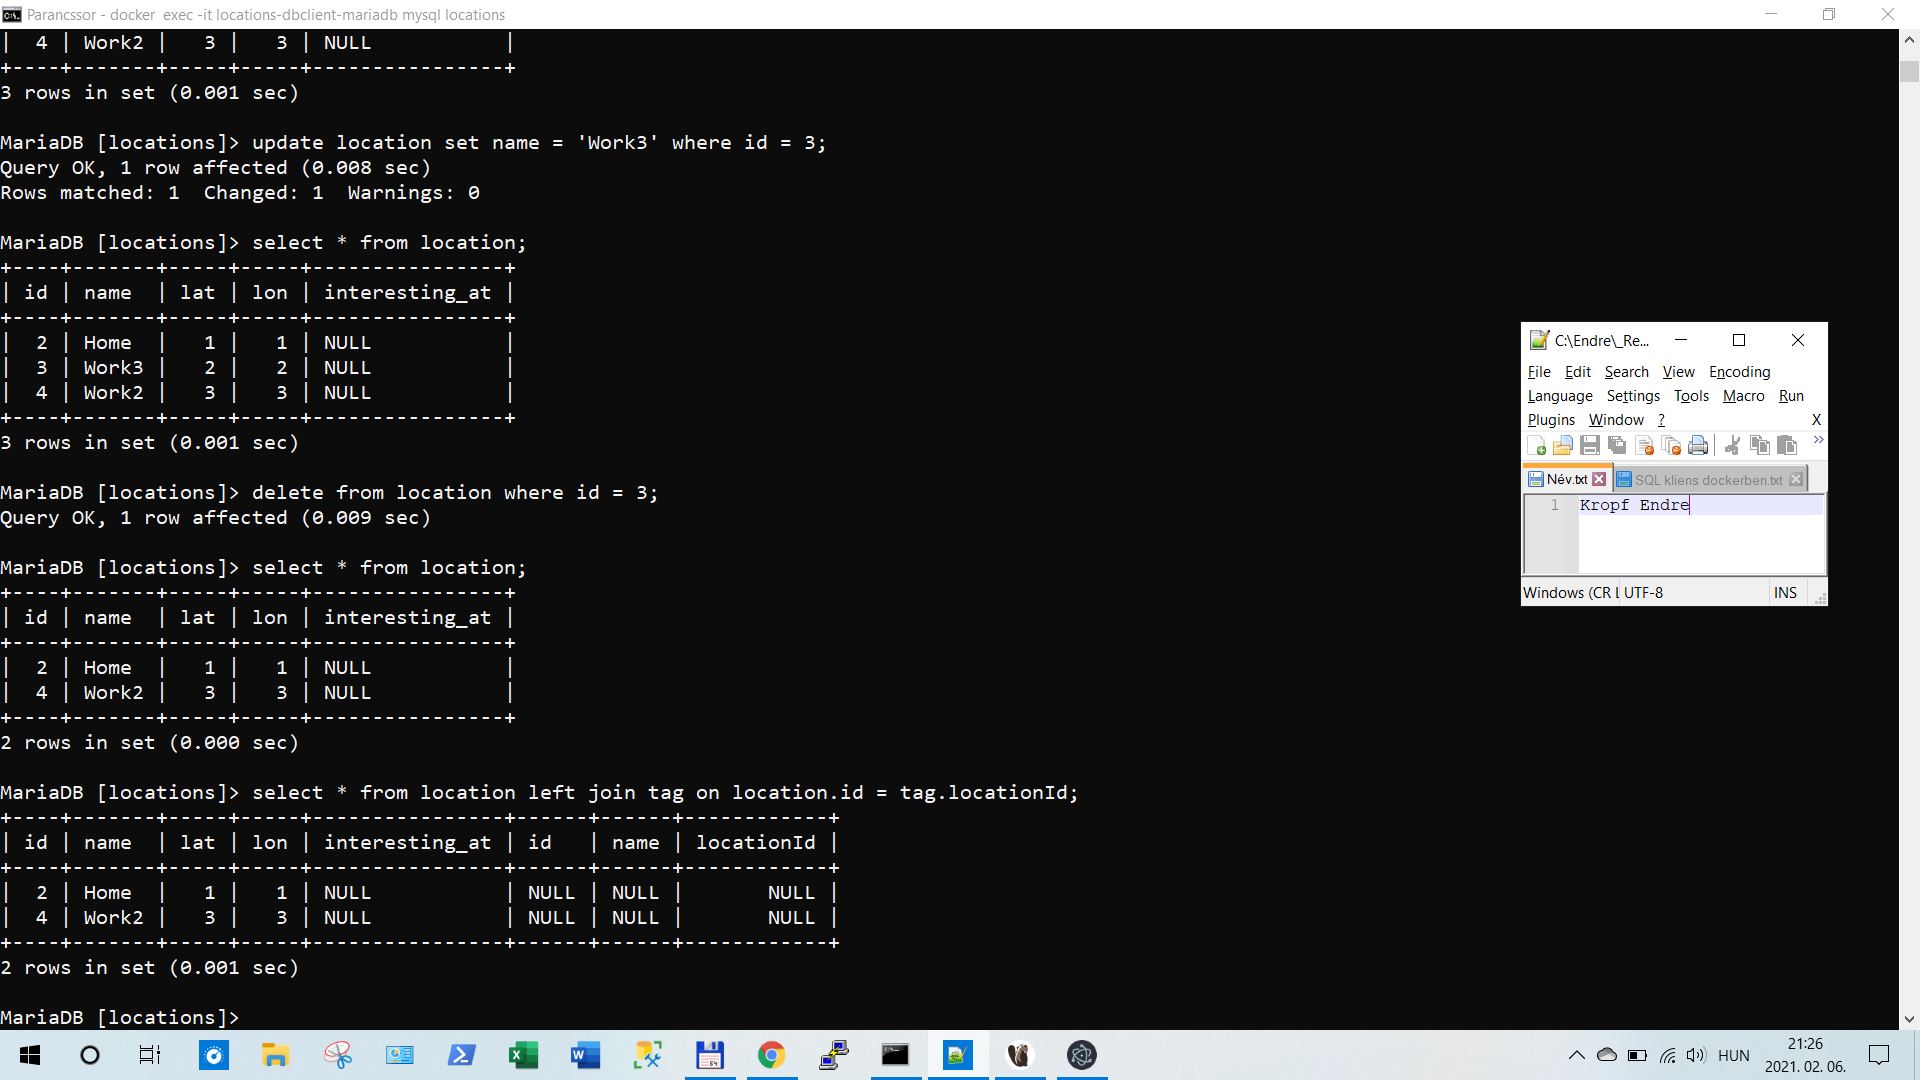 Parancssor - docker  exec -it locations-dbclient-mariadb mysql locations
|  4 | Work2 |   3 |   3 | NULL           |
+----+-------+-----+-----+----------------+
3 rows in set (0.001 sec)
MariaDB [locations]> update location set name = 'Work3' where id = 3;
Query OK, 1 row affected (0.008 sec)
Rows matched: 1  Changed: 1  Warnings: 0
MariaDB [locations]> select * from location;
+----+-------+-----+-----+----------------+
| id | name  | lat | lon | interesting_at |
+----+-------+-----+-----+----------------+
|  2 | Home  |   1 |   1 | NULL           |
|  3 | Work3 |   2 |   2 | NULL           |
|  4 | Work2 |   3 |   3 | NULL           |
+----+-------+-----+-----+----------------+
3 rows in set (0.001 sec)
MariaDB [locations]> delete from location where id = 3;
Query OK, 1 row affected (0.009 sec)
MariaDB [locations]> select * from location;
+----+-------+-----+-----+----------------+
| id | name  | lat | lon | interesting_at |
+----+-------+-----+-----+----------------+
|  2 | Home  |   1 |   1 | NULL           |
|  4 | Work2 |   3 |   3 | NULL           |
+----+-------+-----+-----+----------------+
2 rows in set (0.000 sec)
MariaDB [locations]> select * from location left join tag on location.id = tag.locationId;
+----+-------+-----+-----+----------------+------+------+------------+
| id | name  | lat | lon | interesting_at | id   | name | locationId |
+----+-------+-----+-----+----------------+------+------+------------+
|  2 | Home  |   1 |   1 | NULL           | NULL | NULL |       NULL |
|  4 | Work2 |   3 |   3 | NULL           | NULL | NULL |       NULL |
+----+-------+-----+-----+----------------+------+------+------------+
2 rows in set (0.001 sec)
MariaDB [locations]>
C:\Endre\_Re...
File Edit Search View Encoding
Language Settings Tools Macro Run
Plugins Window ? X
Név.txt SQL kliens dockerben.txt
1 Kropf Endre
Windows (CR L UTF-8 INS
HUN
21:26
2021. 02. 06.